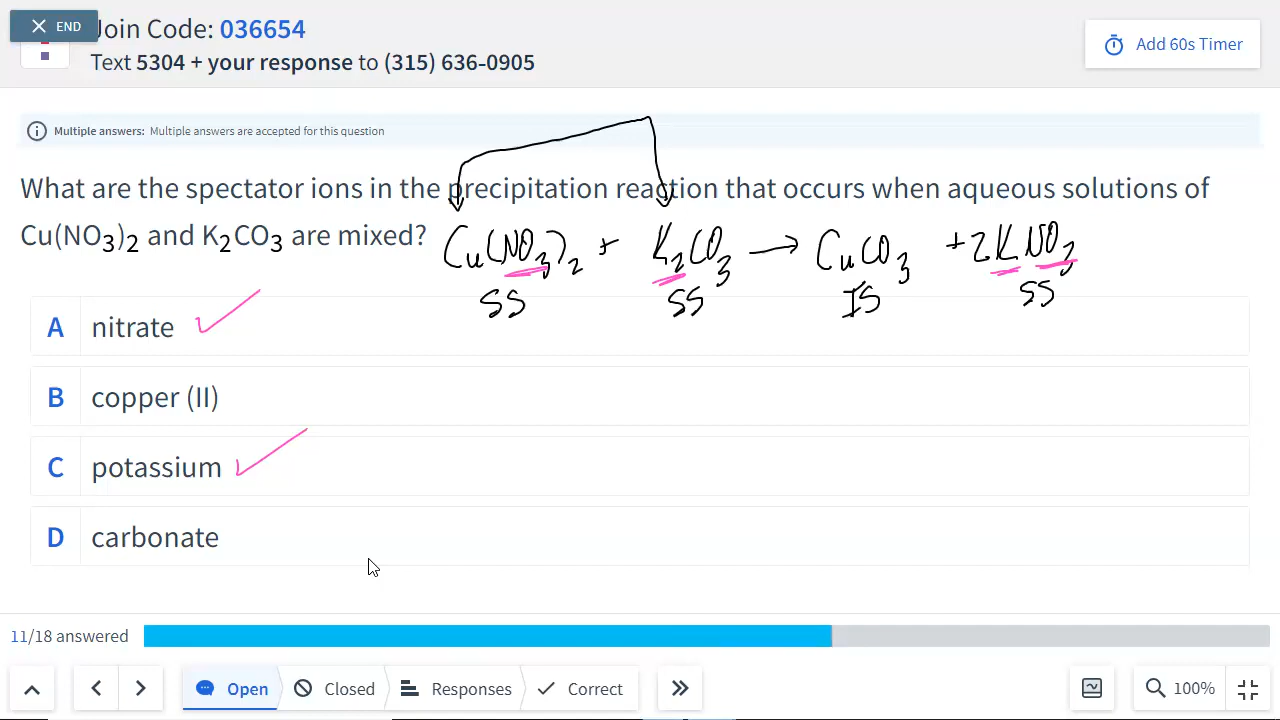 END
Join Code: 036654
Text 5304 + your response to (315) 636-0905
Add 60s Timer
Multiple answers: Multiple answers are accepted for this question
What are the spectator ions in the precipitation reaction that occurs when aqueous solutions of
Cu(NO3)2 and K2CO3 are mixed?
Cu(NO3)2 + K2CO3 → CuCO3 + 2KNO3
SS SS IS SS
A nitrate
B copper (II)
C potassium
D carbonate
11/18 answered
Open Closed Responses Correct
100%